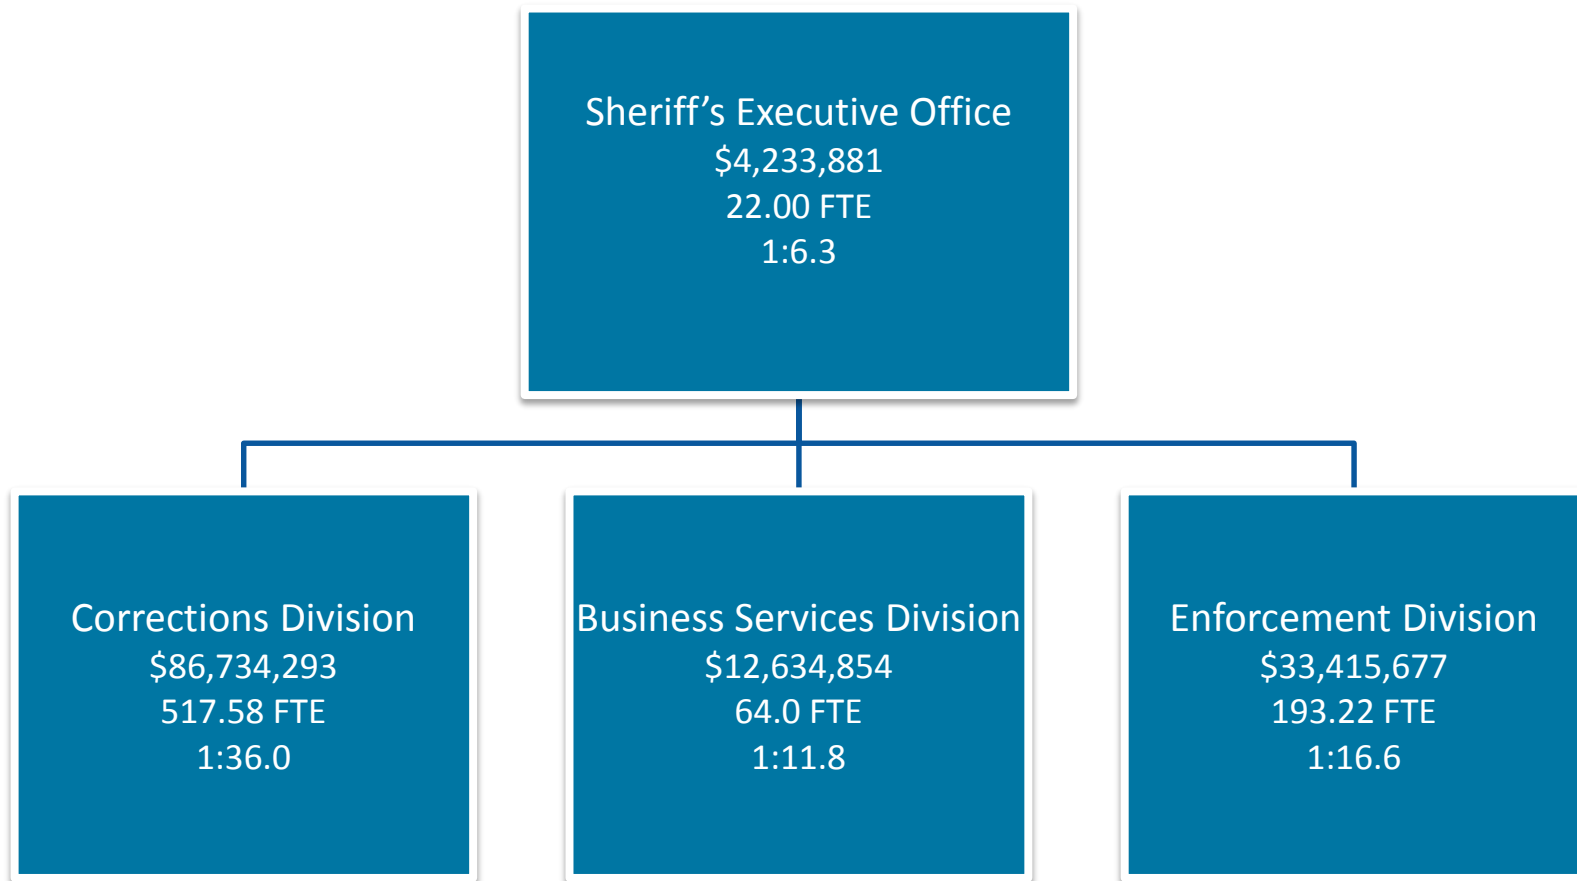 Sheriff’s Executive Office
$4,233,881
22.00 FTE
1:6.3
Corrections Division
$86,734,293
517.58 FTE
1:36.0
Business Services Division
$12,634,854
64.0 FTE
1:11.8
Enforcement Division
$33,415,677
193.22 FTE
1:16.6